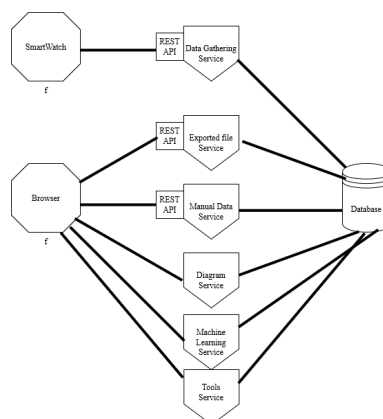 SmartWatch
REST
API
Data Gathering
Service
f
REST
API
Exported file
Service
Browser
REST
API
Manual Data
Service
Database
f
Diagram
Service
Machine
Learning
Service
Tools
Service